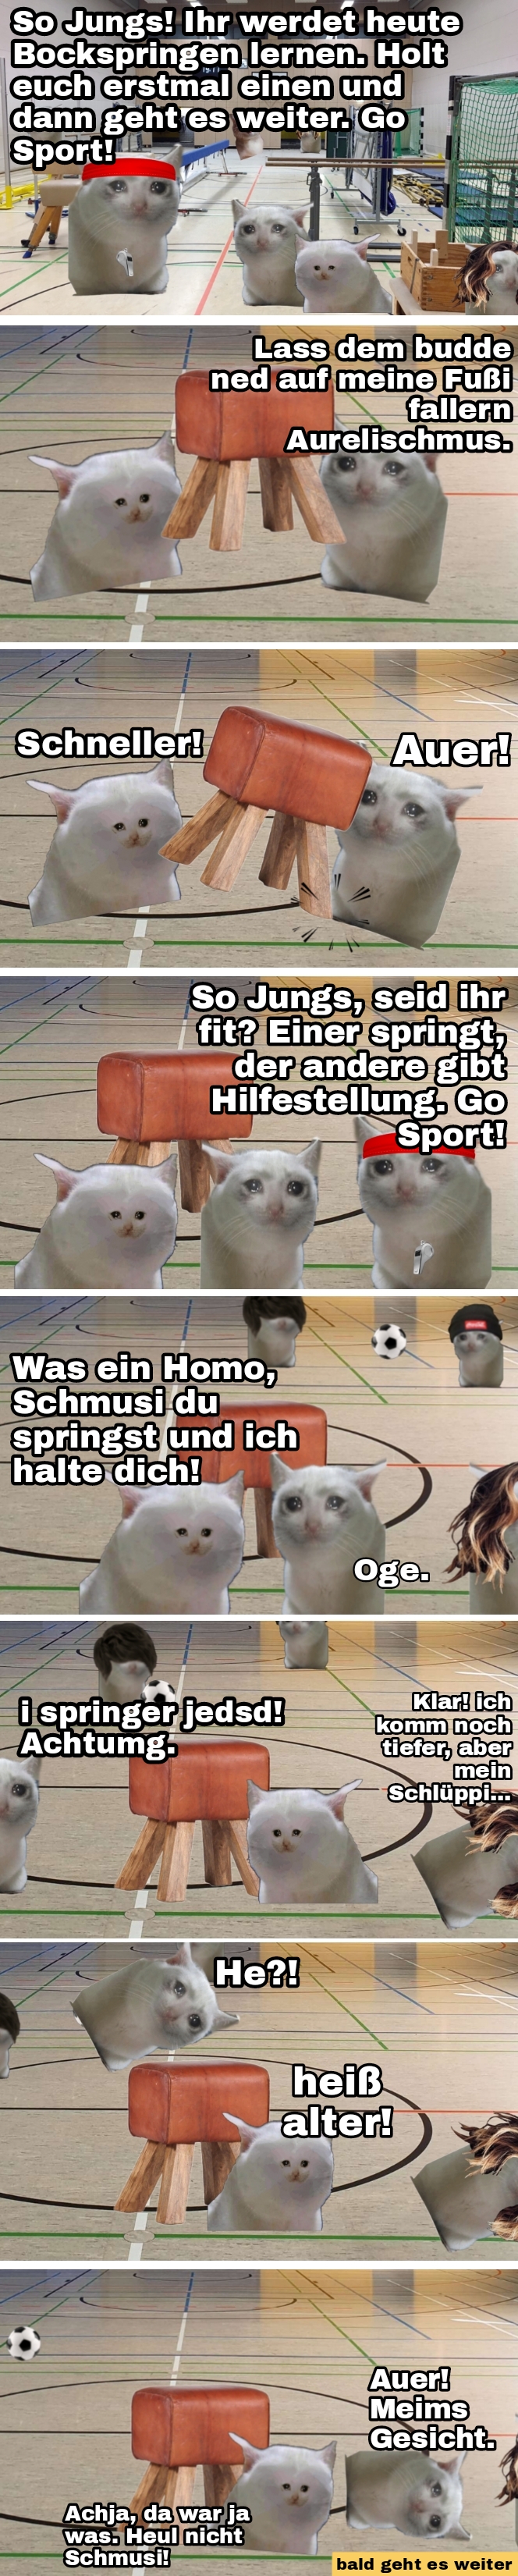 So Jungs! Ihr werdet heute
Bockspringen lernen. Holt
euch erstmal einen und
dann geht es weiter. Go
Sport!
Lass dem budde
ned auf meine Fußi
fallern
Aurelischmus.
Schneller!
Auer!
So Jungs, seid ihr
fit? Einer springt,
der andere gibt
Hilfestellung. Go
Sport!
Was ein Homo,
Schmusi du
springst und ich
halte dich!
Oge.
i springer jedsd!
Achtumg.
Klar! ich
komm noch
tiefer, aber
mein
Schlüppi...
He?!
heiß
alter!
Auer!
Meims
Gesicht.
Achja, da war ja
was. Heul nicht
Schmusi!
bald geht es weiter